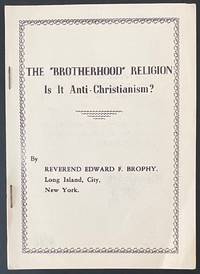 THE "BROTHERHOOD" RELIGION
Is It Anti-Christianism?
By
REVEREND EDWARD F. BROPHY.
Long Island, City,
New York.